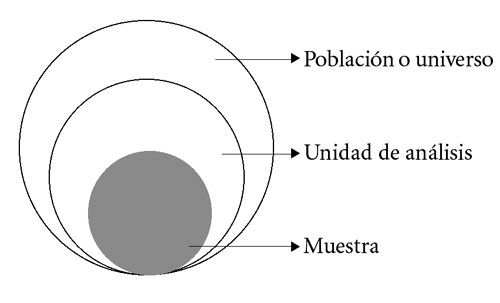 Población o universo
Unidad de análisis
Muestra